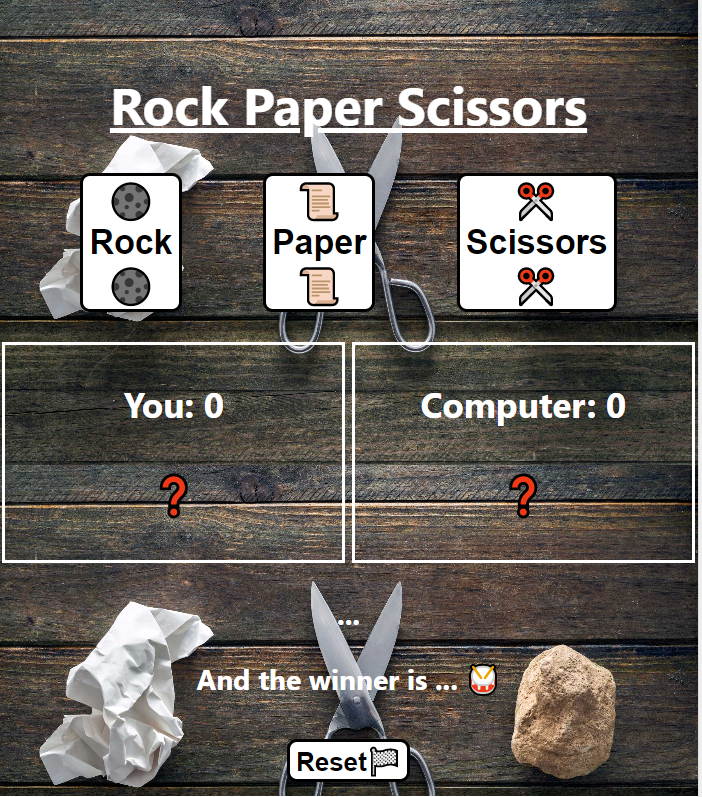 Rock Paper Scissors
Rock
Paper
Scissors
You: 0
Computer: 0
...
And the winner is ...
Reset